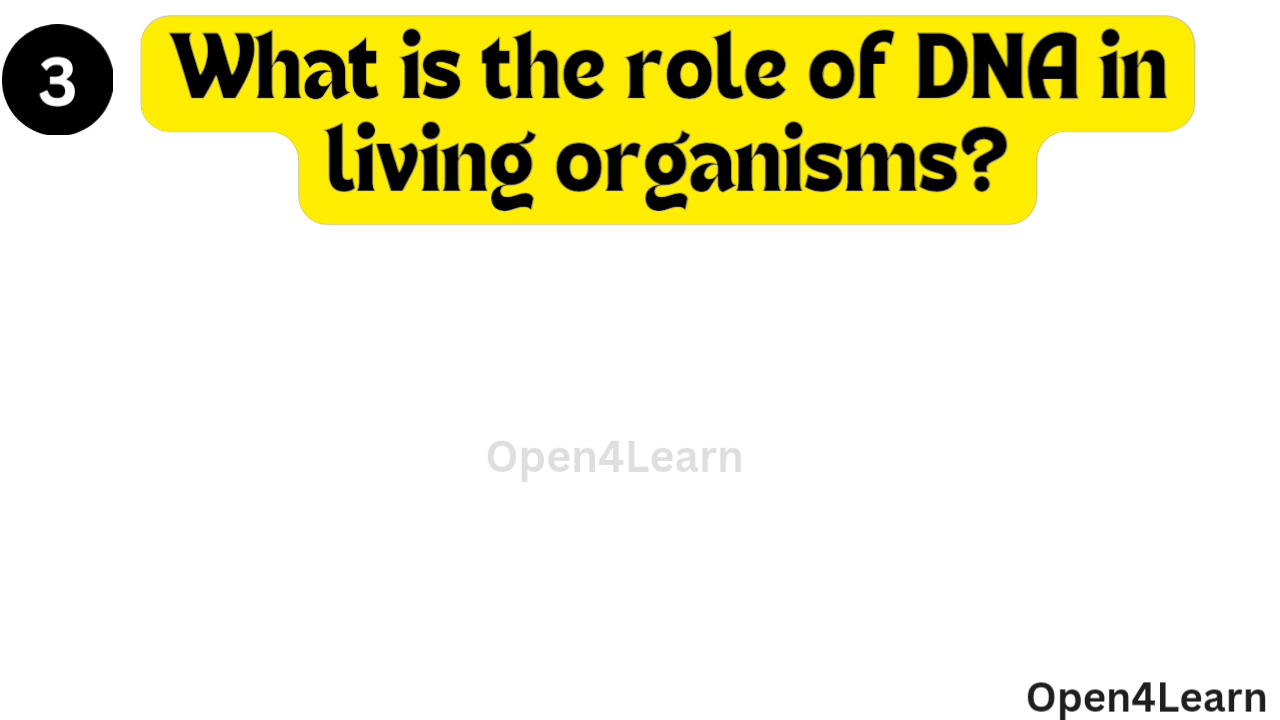 3
What is the role of DNA in
living organisms?
Open4Learn
Open4Learn